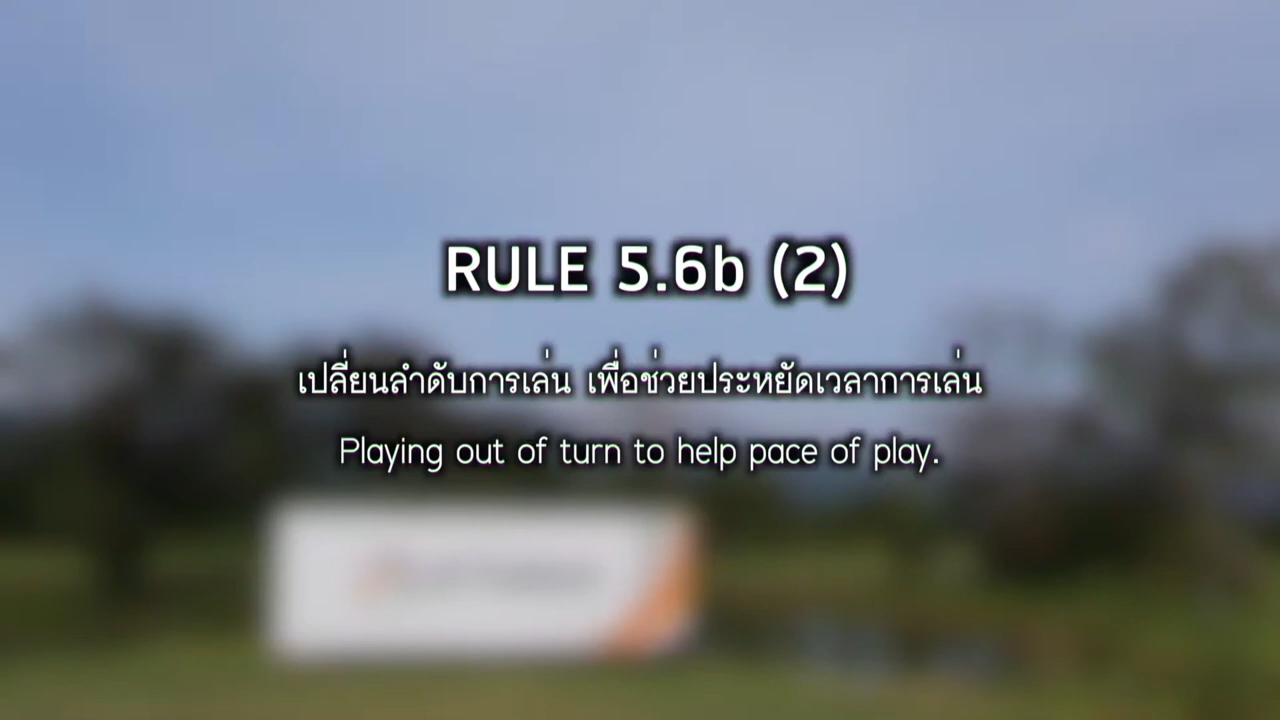 RULE 5.6b (2)
เปลี่ยนลำดับการเล่น เพื่อช่วยประหยัดเวลาการเล่น
Playing out of turn to help pace of play.